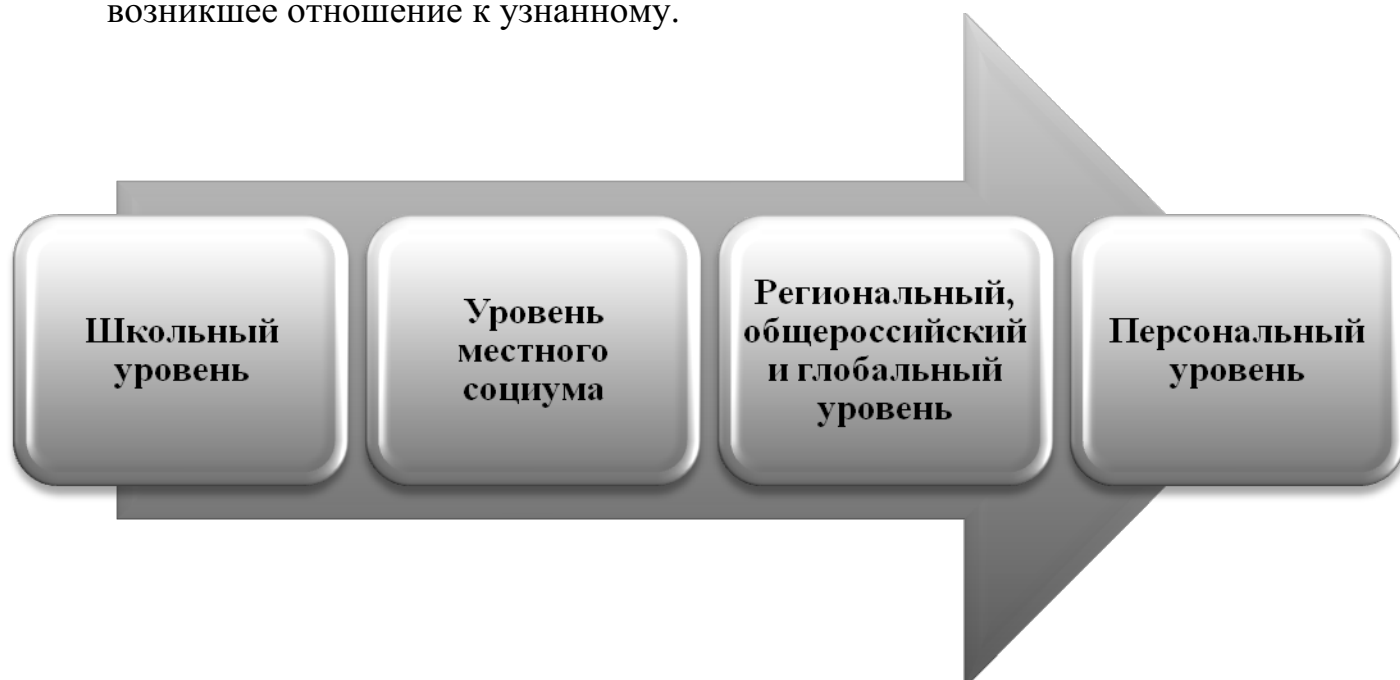 возникшее отношение к узнанному.
Школьный
уровень
Уровень
местного
социума
Региональный,
общероссийский
и глобальный
уровень
Персональный
уровень